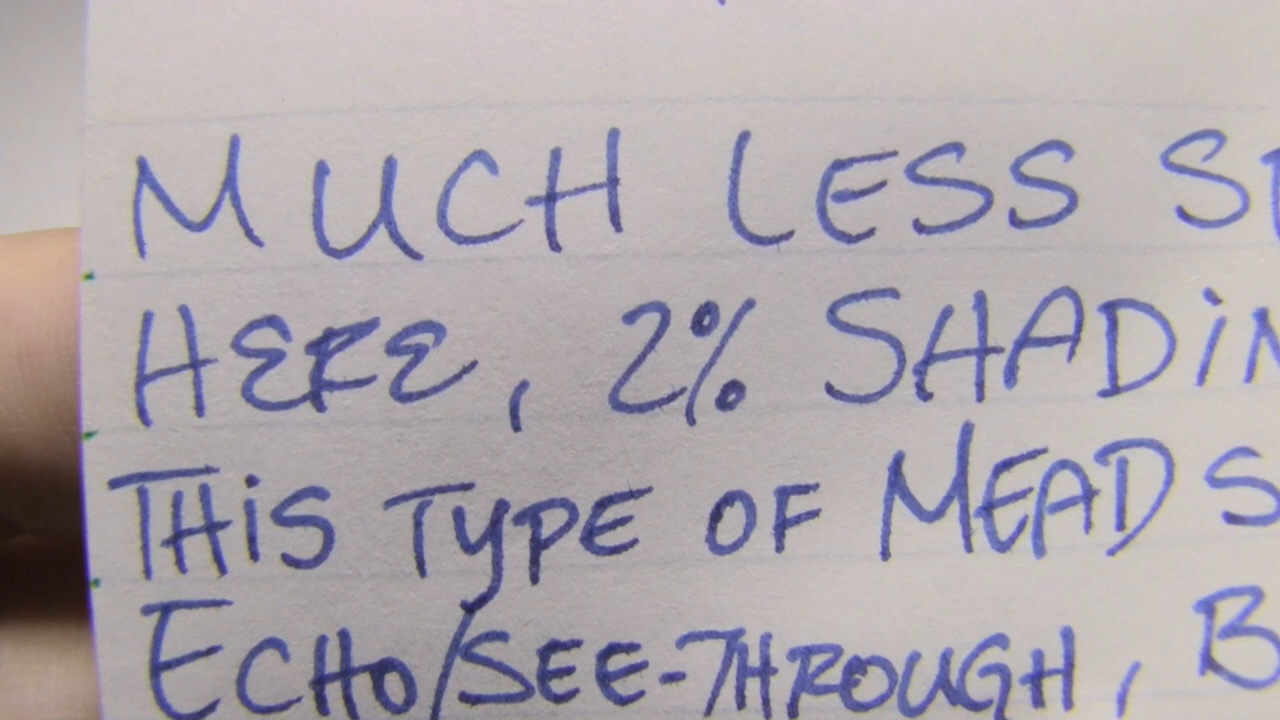 MUCH LESS
HERE, 2% SHADIN
THIS TYPE OF MEAD
ECHO/SEE-THROUGH,